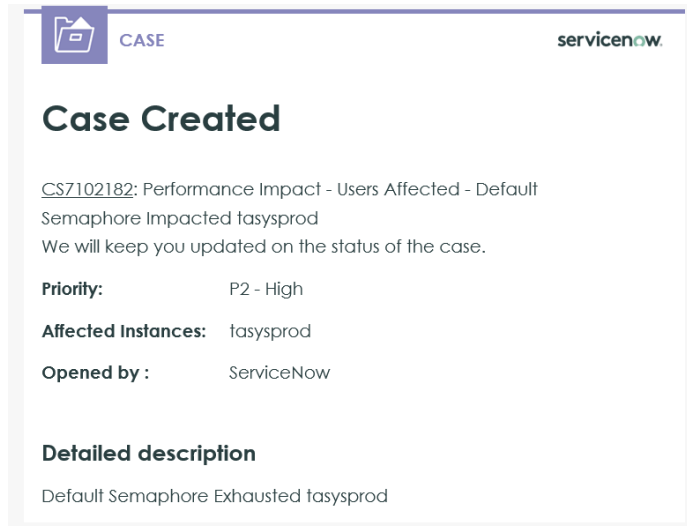 CASE
servicenow.
Case Created
CS7102182: Performance Impact - Users Affected - Default
Semaphore Impacted tasysprod
We will keep you updated on the status of the case.
Priority: P2 - High
Affected Instances: tasysprod
Opened by : ServiceNow
Detailed description
Default Semaphore Exhausted tasysprod